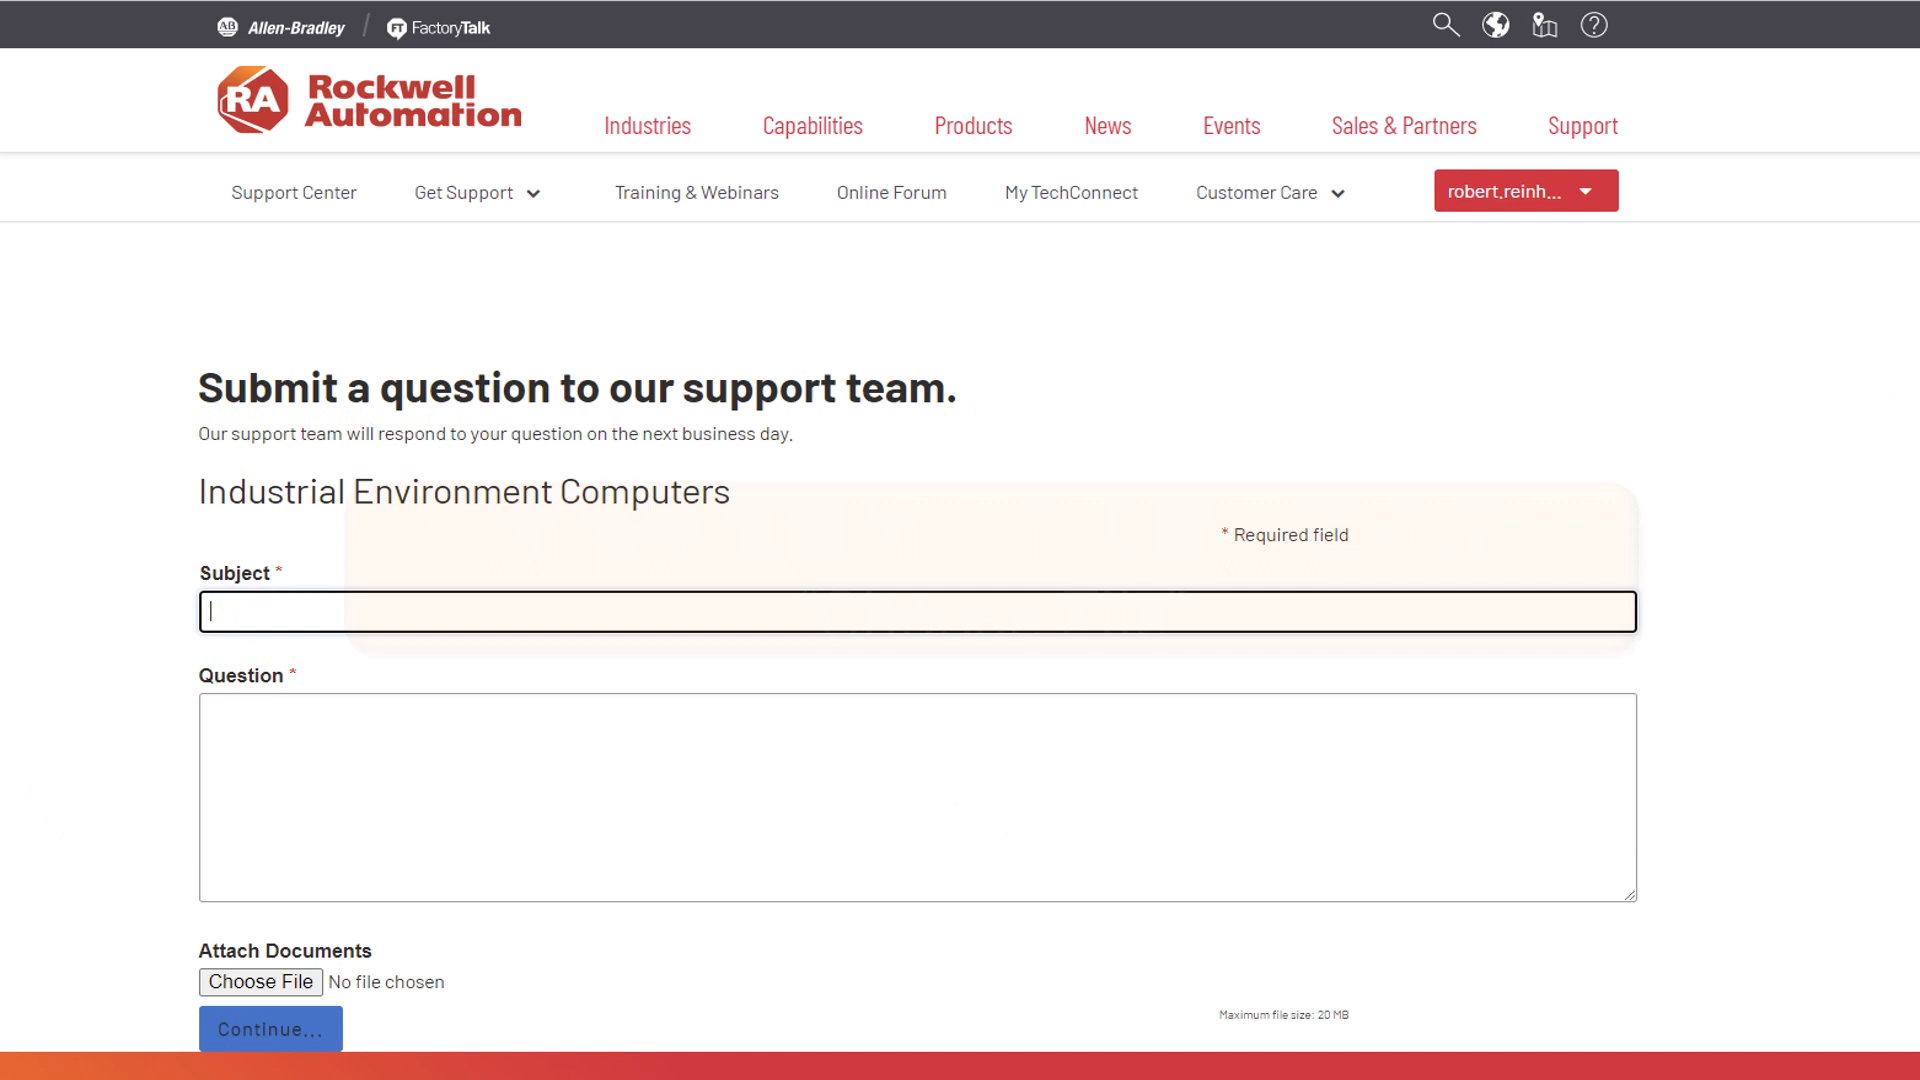 AB Allen-Bradley / FT FactoryTalk
RA Rockwell Automation
Industries Capabilities Products News Events Sales & Partners Support
Support Center Get Support Training & Webinars Online Forum My TechConnect Customer Care robert.reinh...
Submit a question to our support team.
Our support team will respond to your question on the next business day.
Industrial Environment Computers
* Required field
Subject *
Question *
Attach Documents
Choose File No file chosen
Maximum file size: 20 MB
Continue...